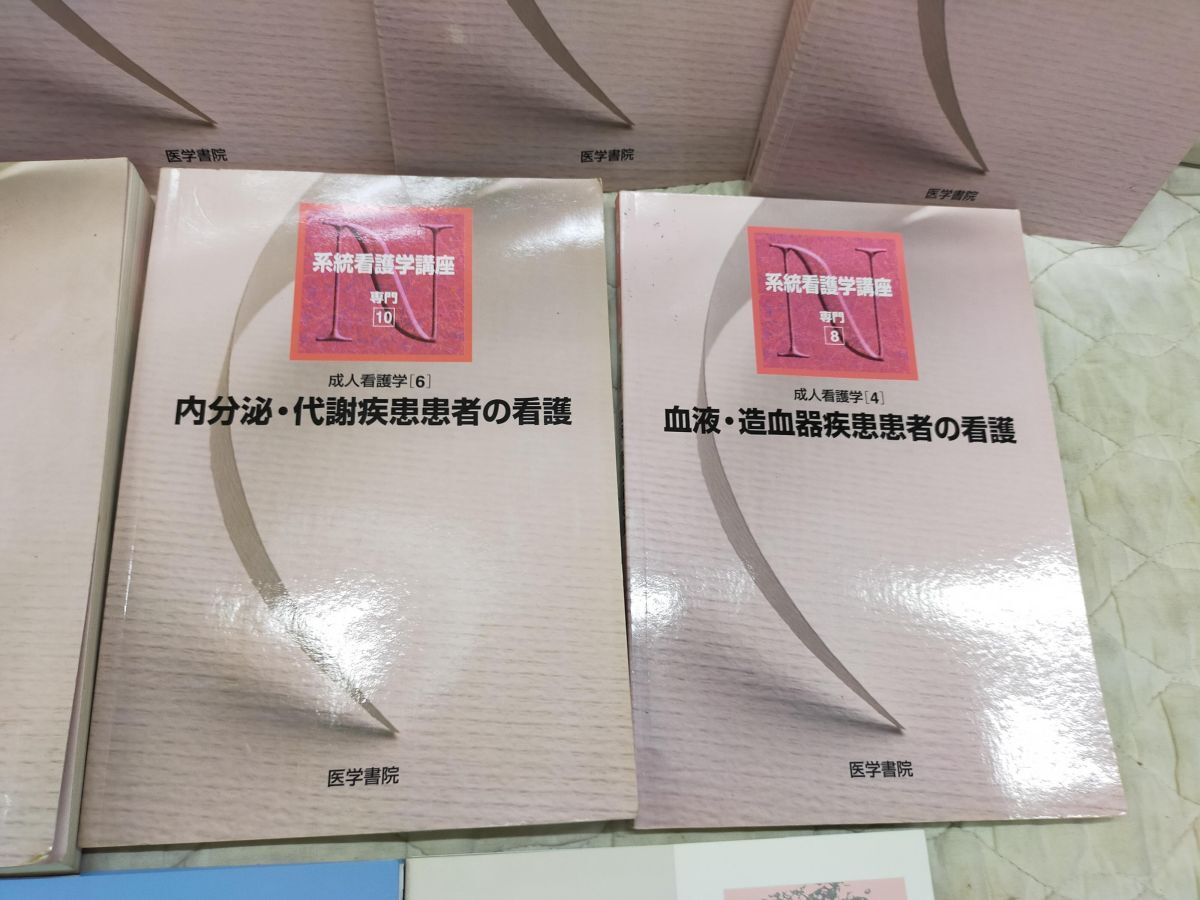 医学書院
医学書院
医学書院
N
系統看護学講座
専門
10
成人看護学[6]
内分泌・代謝疾患患者の看護
医学書院
N
系統看護学講座
専門
8
成人看護学[4]
血液・造血器疾患患者の看護
医学書院